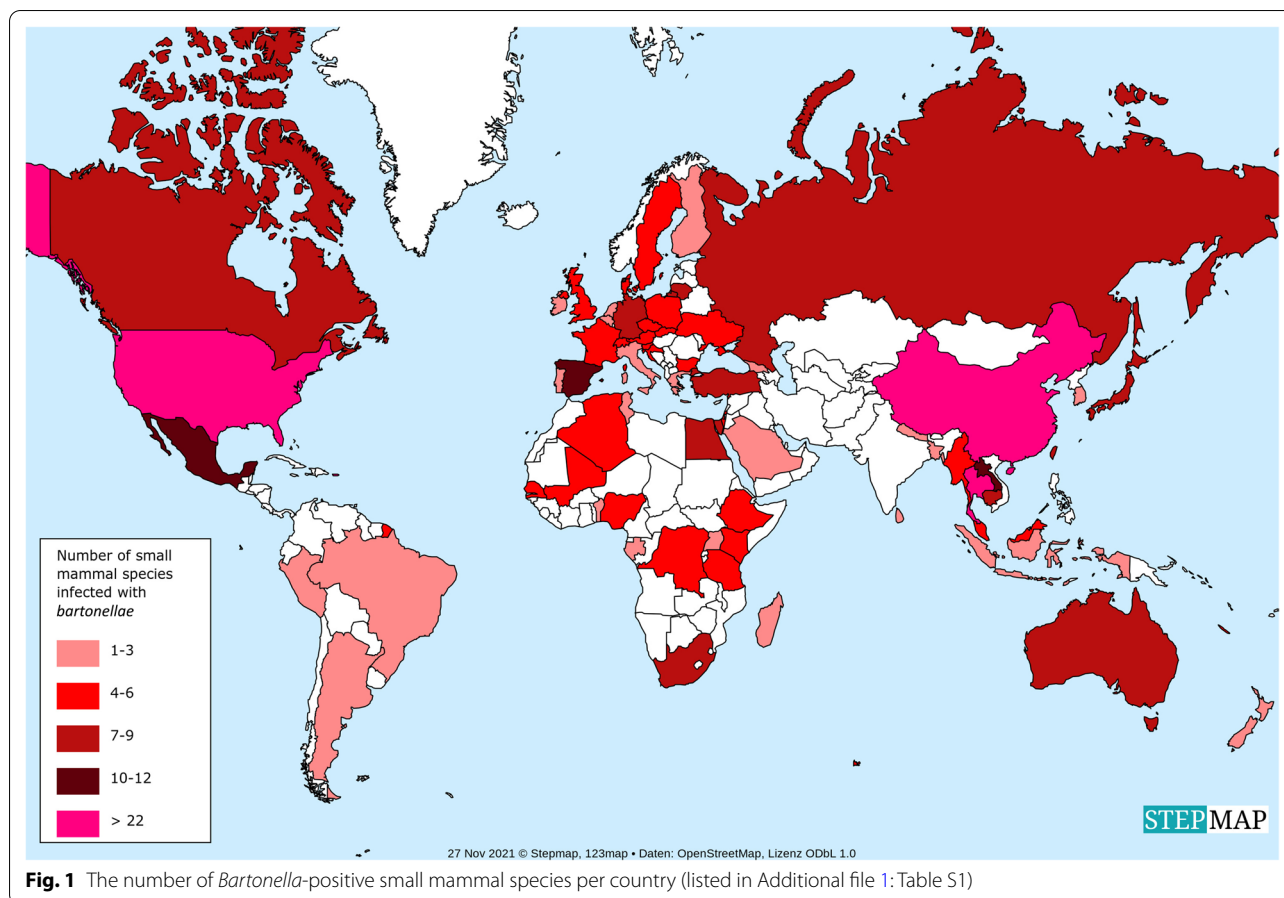 Number of small
mammal species
infected with
bartonellae
1-3
4-6
7-9
10-12
> 22
STEPMAP
27 Nov 2021 © Stepmap, 123map • Daten: OpenStreetMap, Lizenz ODbL 1.0
Fig. 1 The number of Bartonella-positive small mammal species per country (listed in Additional file 1: Table S1)